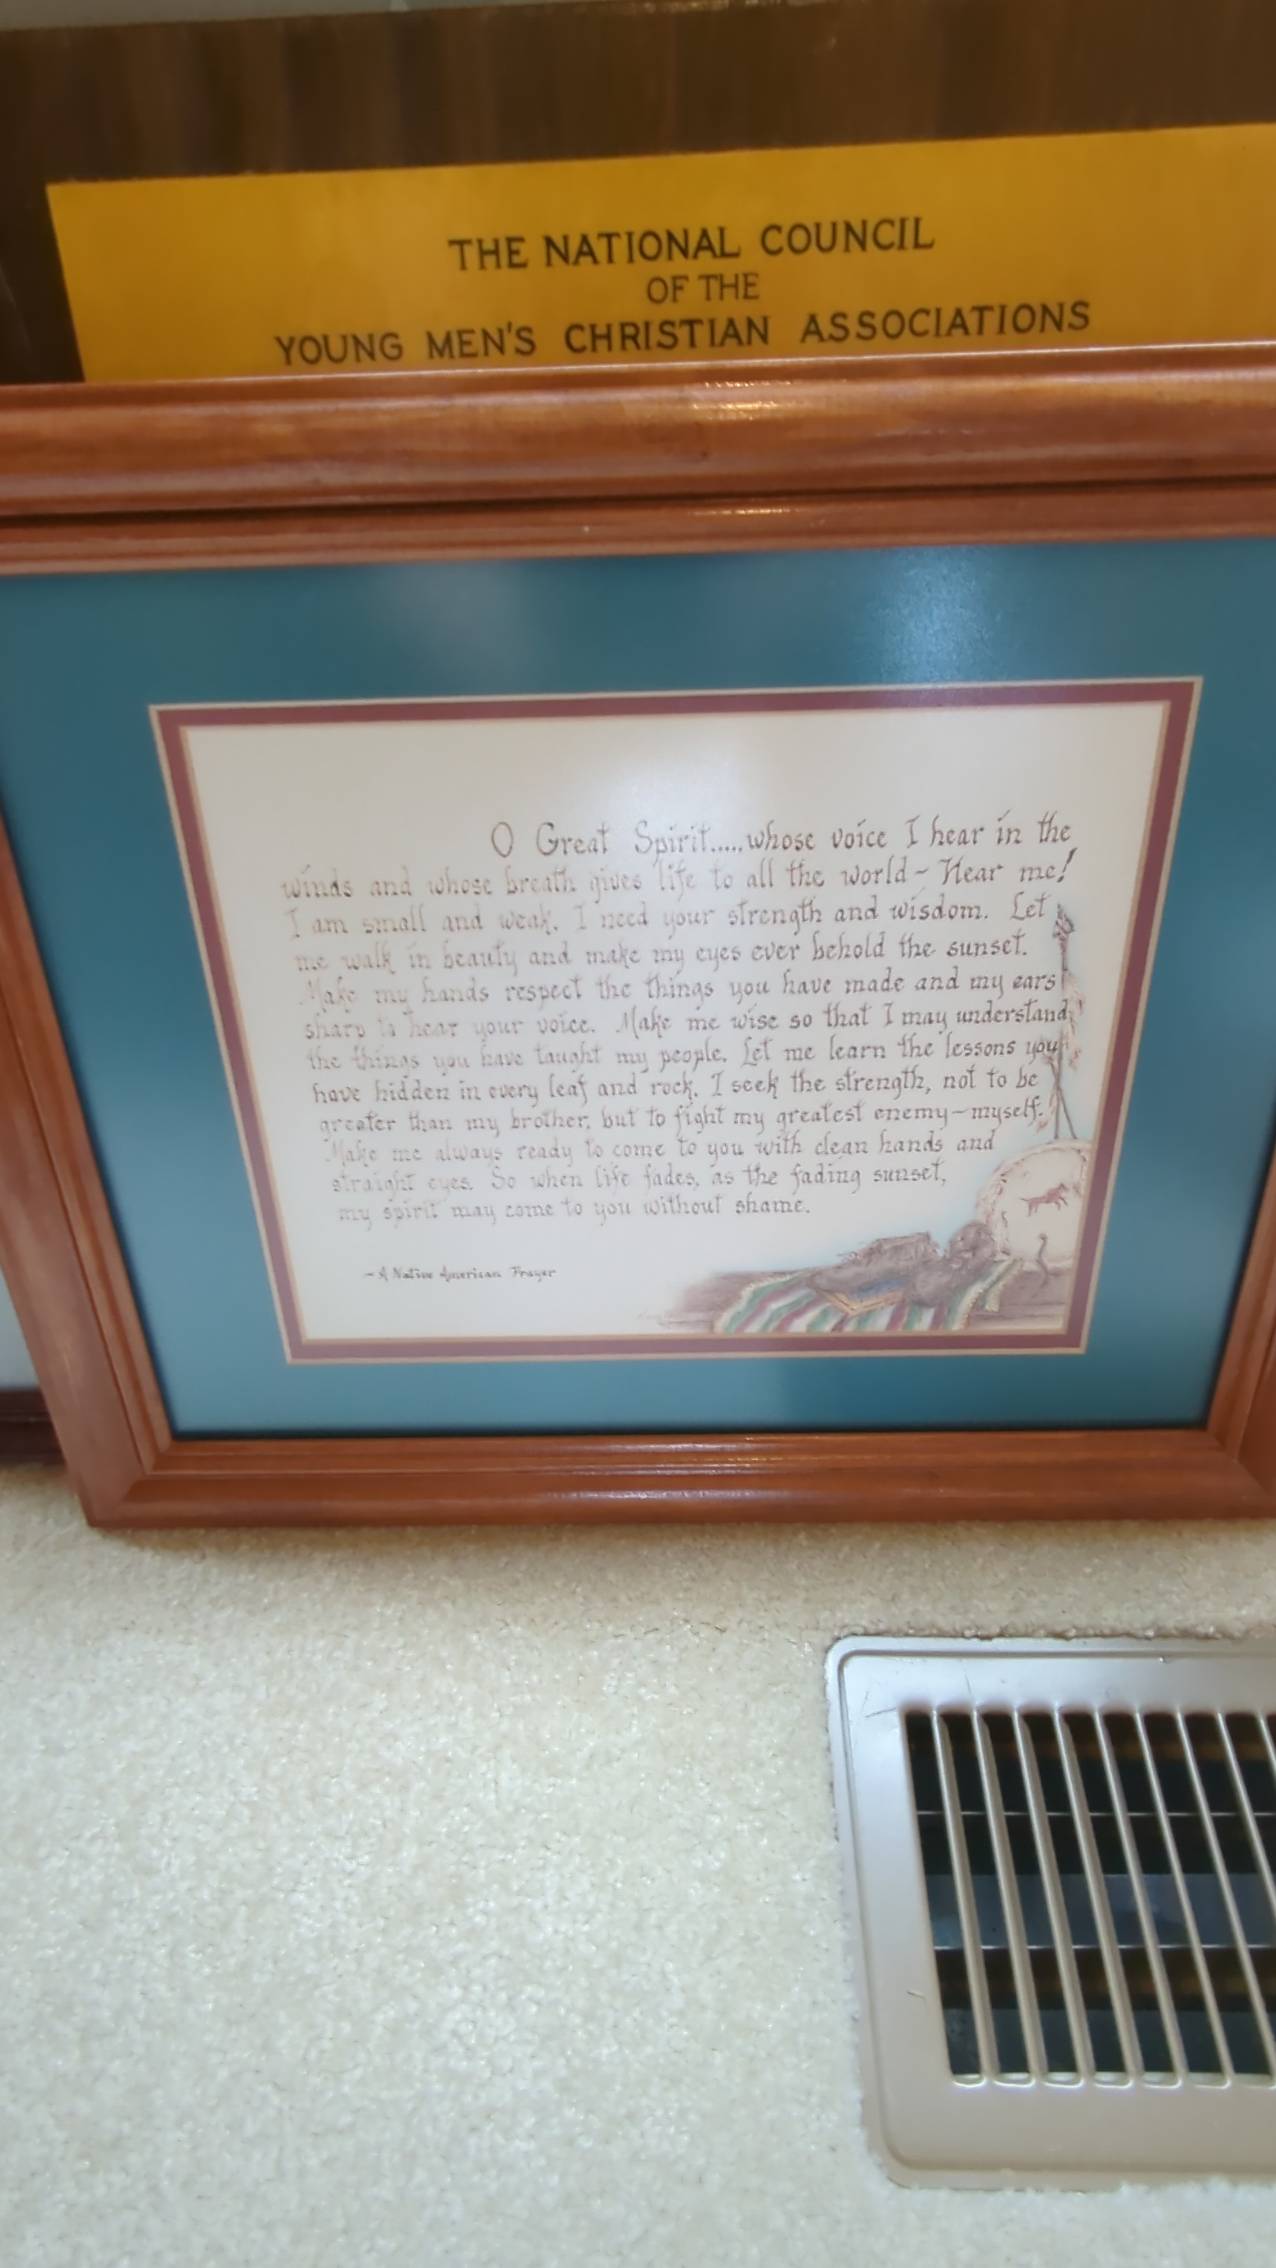 THE NATIONAL COUNCIL
OF THE
YOUNG MEN'S CHRISTIAN ASSOCIATIONS
O Great Spirit.....whose voice I hear in the
winds and whose breath gives life to all the world - Hear me!
I am small and weak. I need your strength and wisdom. Let
me walk in beauty and make my eyes ever behold the sunset.
Make my hands respect the things you have made and my ears
sharp to hear your voice. Make me wise so that I may understand
the things you have taught my people. Let me learn the lessons you
have hidden in every leaf and rock. I seek the strength, not to be
greater than my brother, but to fight my greatest enemy - myself.
Make me always ready to come to you with clean hands and
straight eyes. So when life fades, as the fading sunset,
my spirit may come to you without shame.
- A Native American Prayer